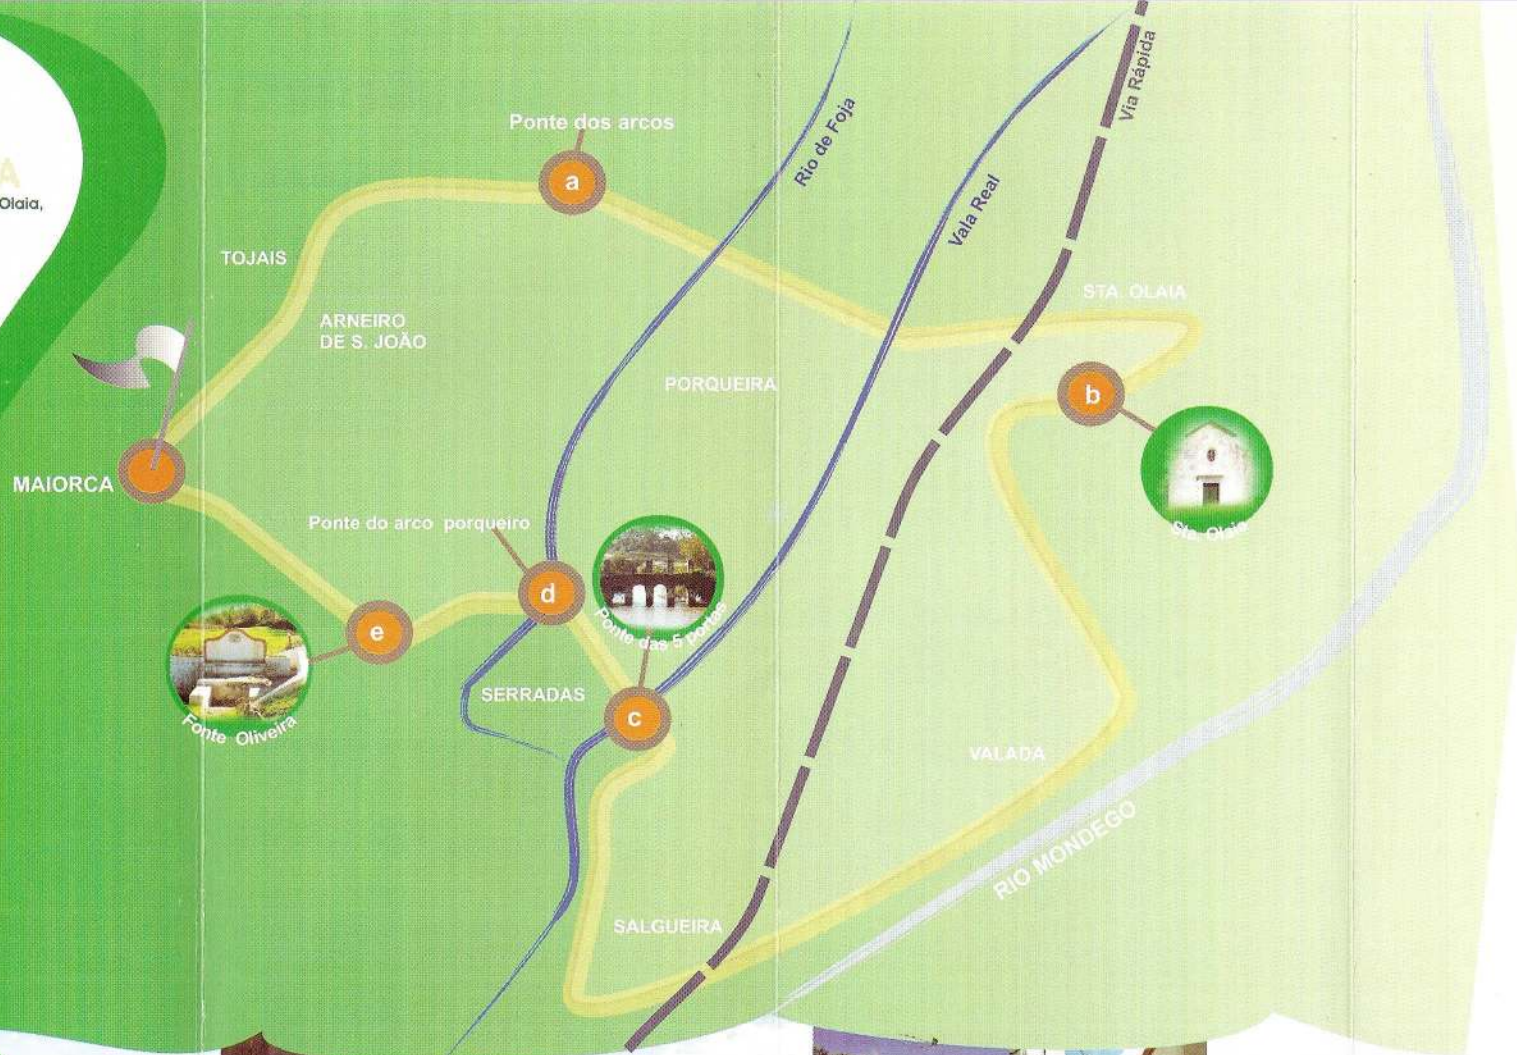 Ponte dos arcos
a
Rio de Foja
Via Rápida
A
Olaia,
Vala Real
TOJAIS
STA. OLAIA
ARNEIRO
DE S. JOÃO
PORQUEIRA
b
MAIORCA
Ponte do arco porqueiro
Sta. Olaia
d
Ponte das 5 portas
e
SERRADAS
c
Fonte Oliveira
VALADA
RIO MONDEGO
SALGUEIRA